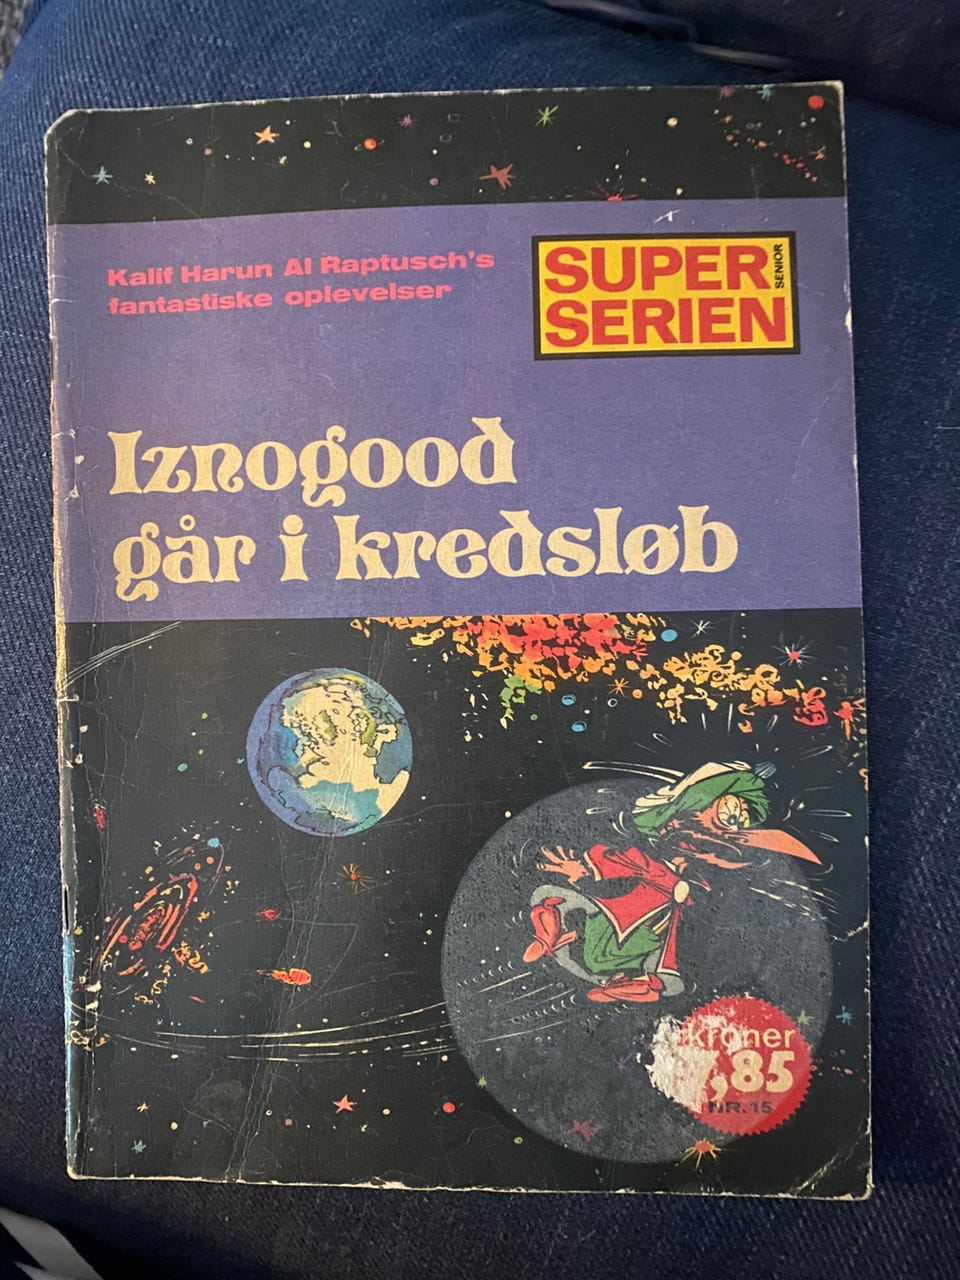 Kalif Harun Al Raptusch's
fantastiske oplevelser
SUPER
SERIEN
SENIOR
Iznogood
går i kredsløb
kroner
7,85
NR. 15